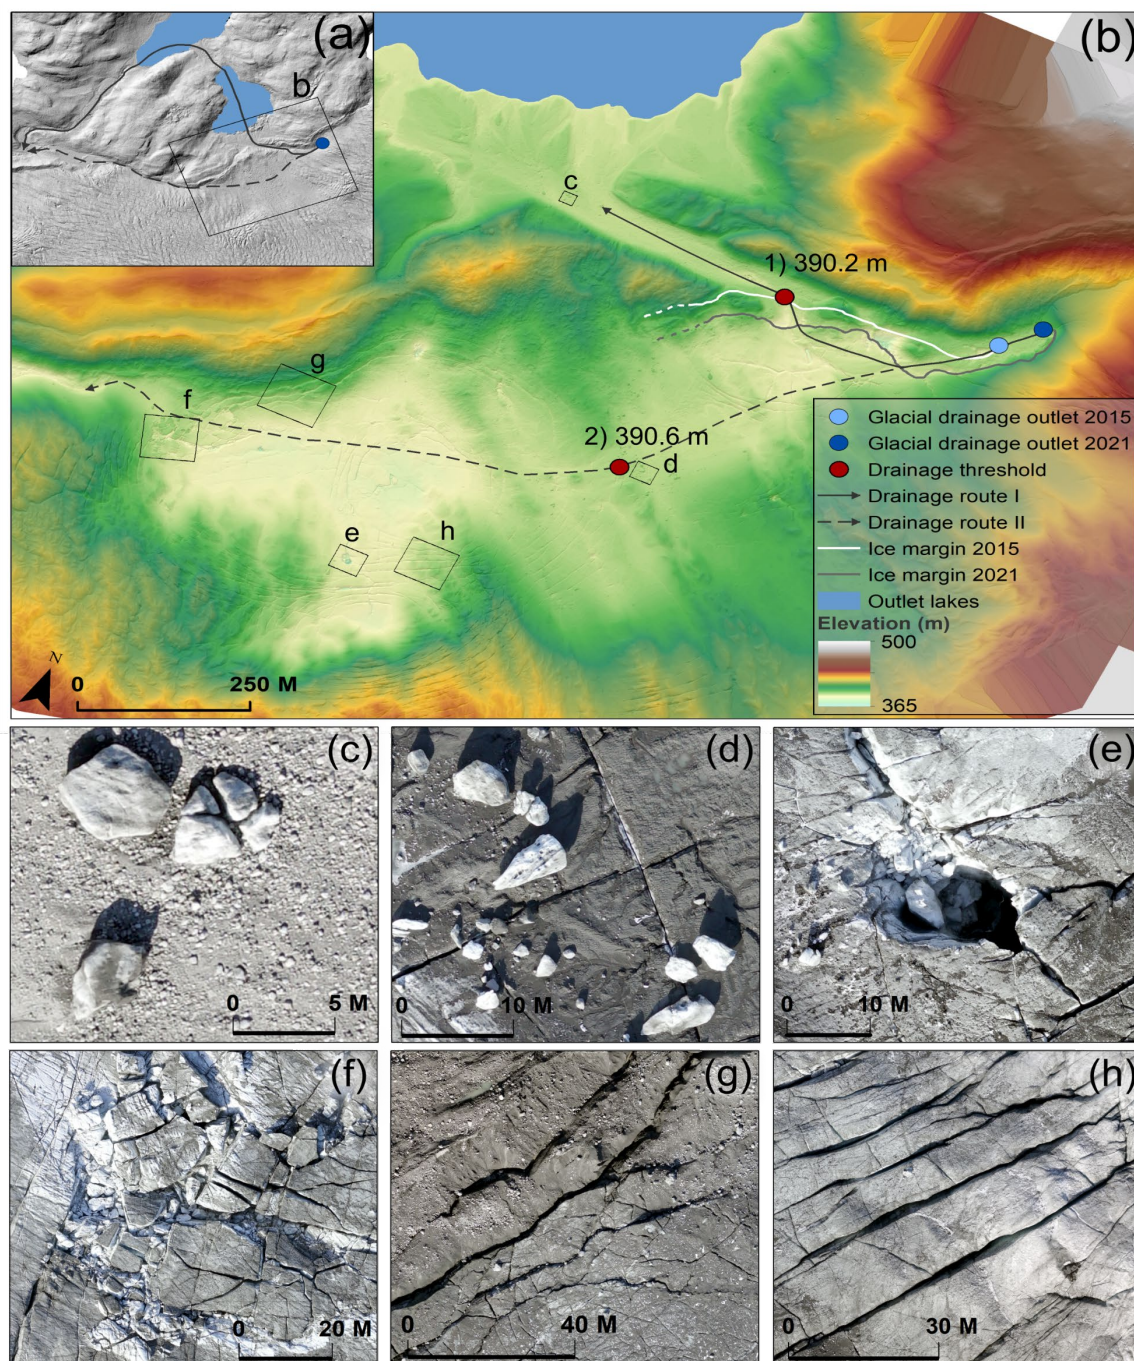 (a)
b
(b)
c
1) 390.2 m
g
f
2) 390.6 m
d
e
h
Glacial drainage outlet 2015
Glacial drainage outlet 2021
Drainage threshold
Drainage route I
Drainage route II
Ice margin 2015
Ice margin 2021
Outlet lakes
Elevation (m)
500
365
N
0 250 M
(c)
0 5 M
(d)
0 10 M
(e)
0 10 M
(f)
0 20 M
(g)
0 40 M
(h)
0 30 M